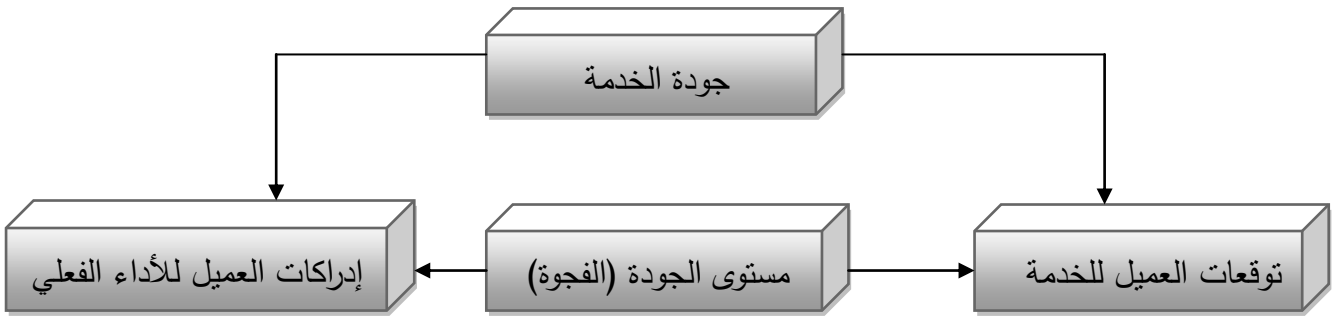 جودة الخدمة
توقعات العميل للخدمة
مستوى الجودة (الفجوة)
إدراكات العميل للأداء الفعلي